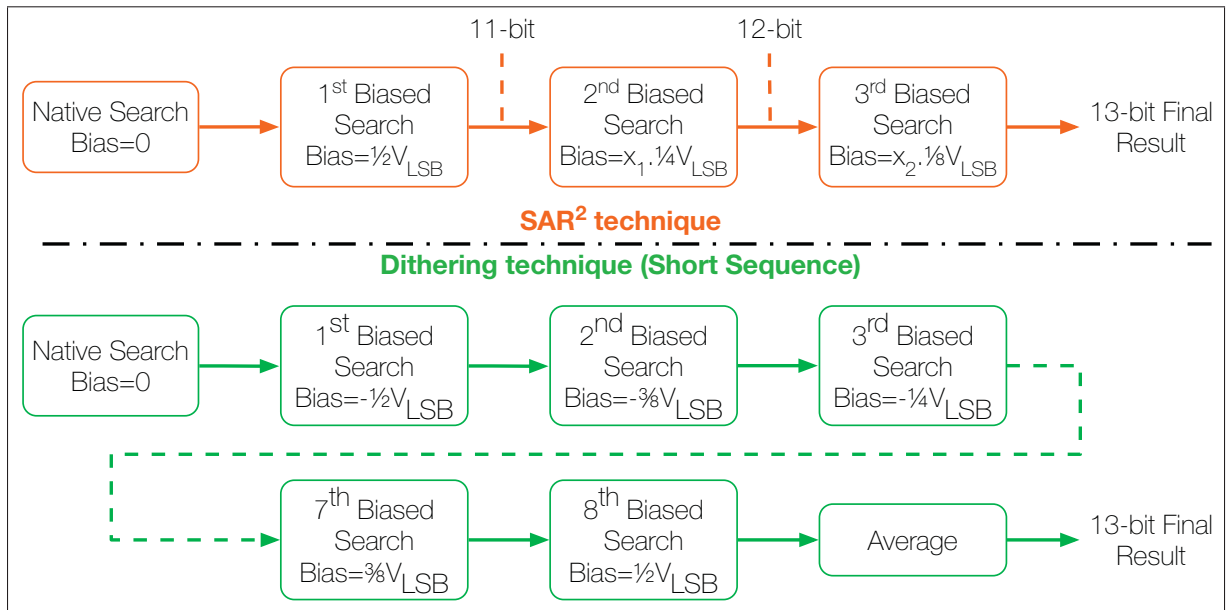 11-bit
12-bit
Native Search
Bias=0
1st Biased
Search
Bias=½VLSB
2nd Biased
Search
Bias=x1.¼VLSB
3rd Biased
Search
Bias=x2.⅛VLSB
13-bit Final
Result
SAR2 technique
Dithering technique (Short Sequence)
Native Search
Bias=0
1st Biased
Search
Bias=-½VLSB
2nd Biased
Search
Bias=-⅜VLSB
3rd Biased
Search
Bias=-¼VLSB
7th Biased
Search
Bias=⅜VLSB
8th Biased
Search
Bias=½VLSB
Average
13-bit Final
Result